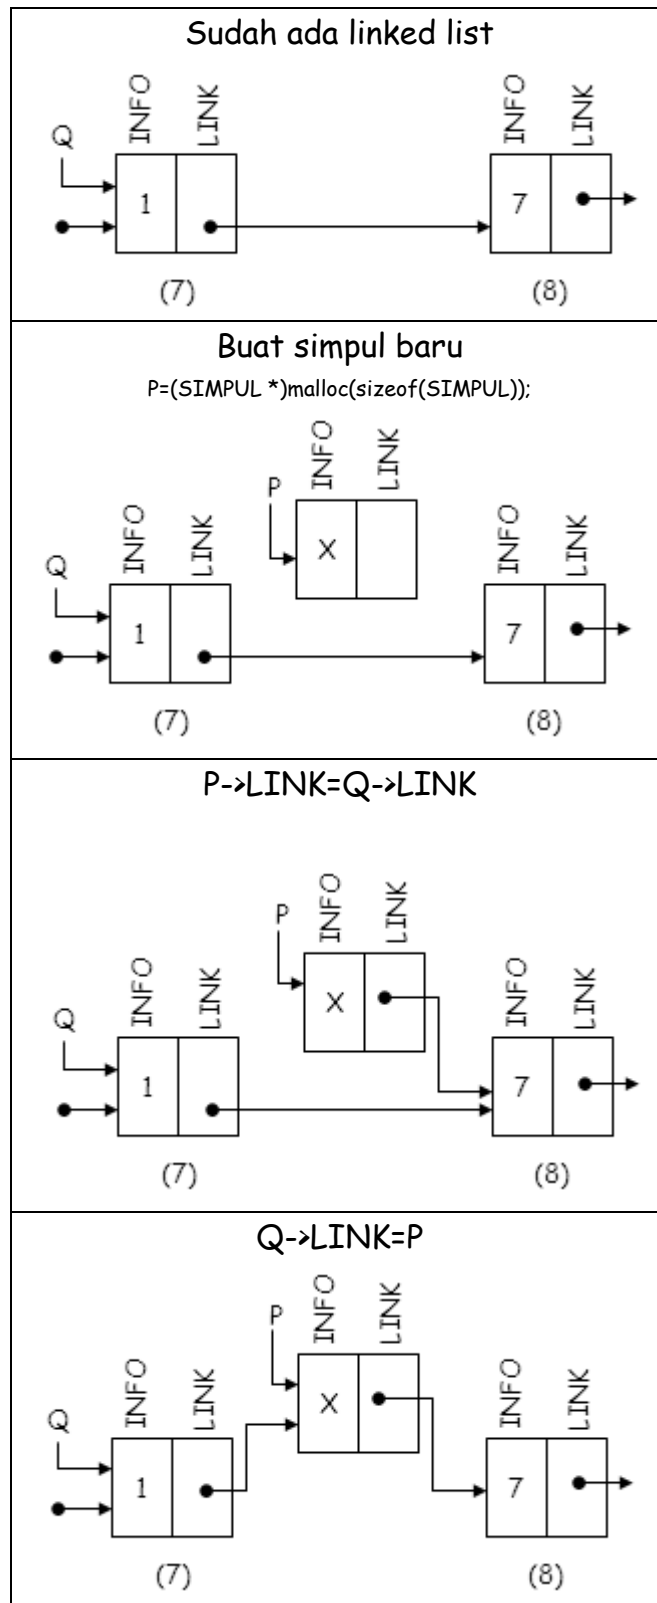 Sudah ada linked list
INFO LINK INFO LINK
Q
1 7
(7) (8)
Buat simpul baru
P=(SIMPUL *)malloc(sizeof(SIMPUL));
INFO LINK
P
X
INFO LINK INFO LINK
Q
1 7
(7) (8)
P->LINK=Q->LINK
INFO LINK
P
X
INFO LINK INFO LINK
Q
1 7
(7) (8)
Q->LINK=P
INFO LINK
P
X
INFO LINK INFO LINK
Q
1 7
(7) (8)